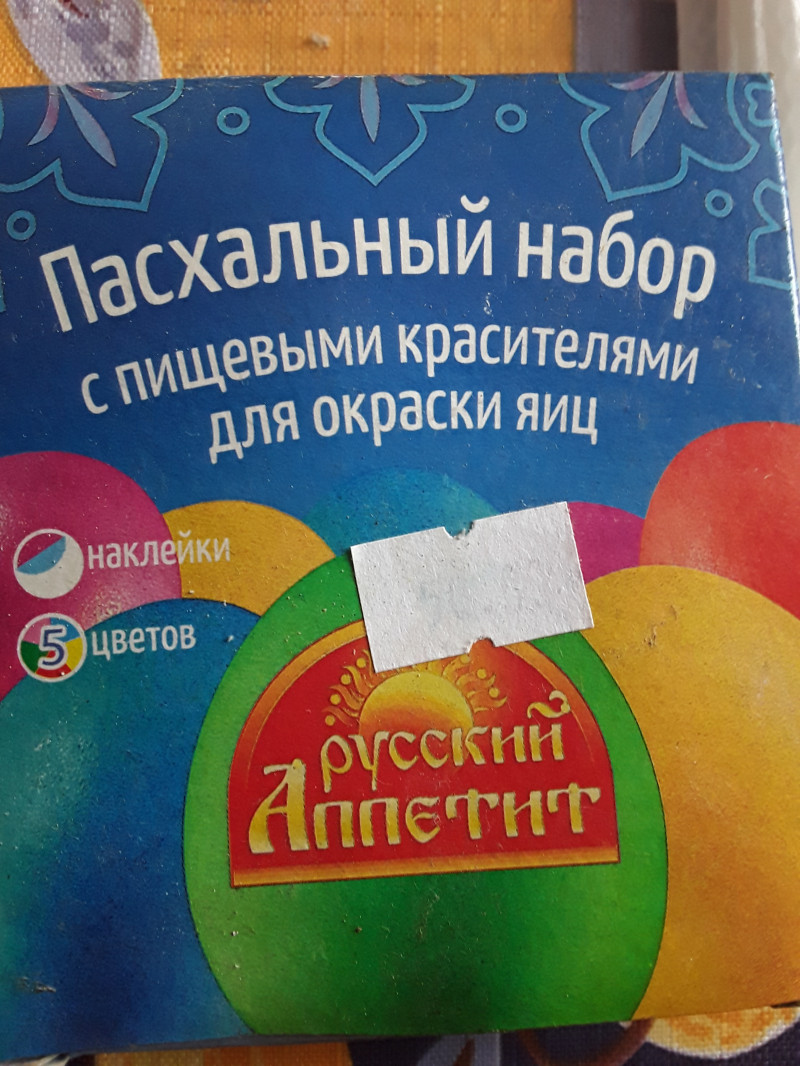 Пасхальный набор
с пищевыми красителями
для окраски яиц
наклейки
5 цветов
русский
Аппетит